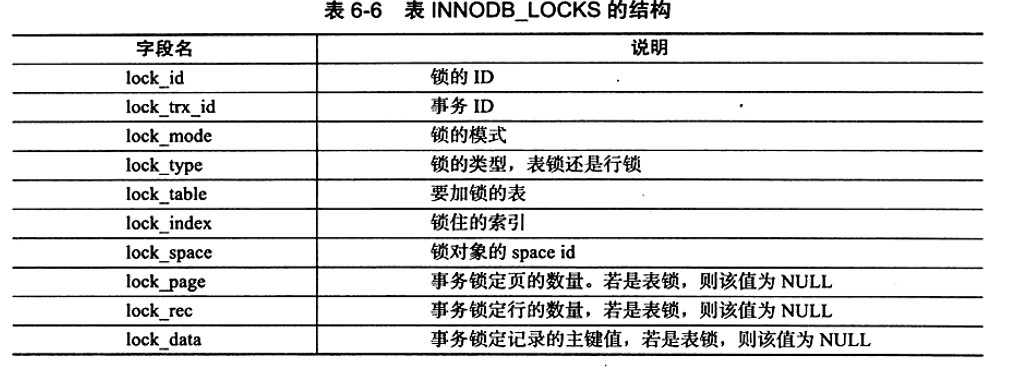 表 6-6 表 INNODB_LOCKS 的结构
字段名 说明
lock_id 锁的 ID
lock_trx_id 事务 ID
lock_mode 锁的模式
lock_type 锁的类型，表锁还是行锁
lock_table 要加锁的表
lock_index 锁住的索引
lock_space 锁对象的 space id
lock_page 事务锁定页的数量。若是表锁，则该值为 NULL
lock_rec 事务锁定行的数量，若是表锁，则该值为 NULL
lock_data 事务锁定记录的主键值，若是表锁，则该值为 NULL